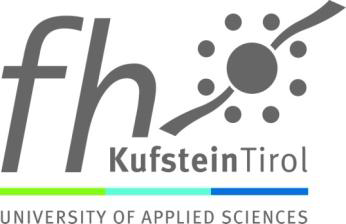 fh
KufsteinTirol
UNIVERSITY OF APPLIED SCIENCES